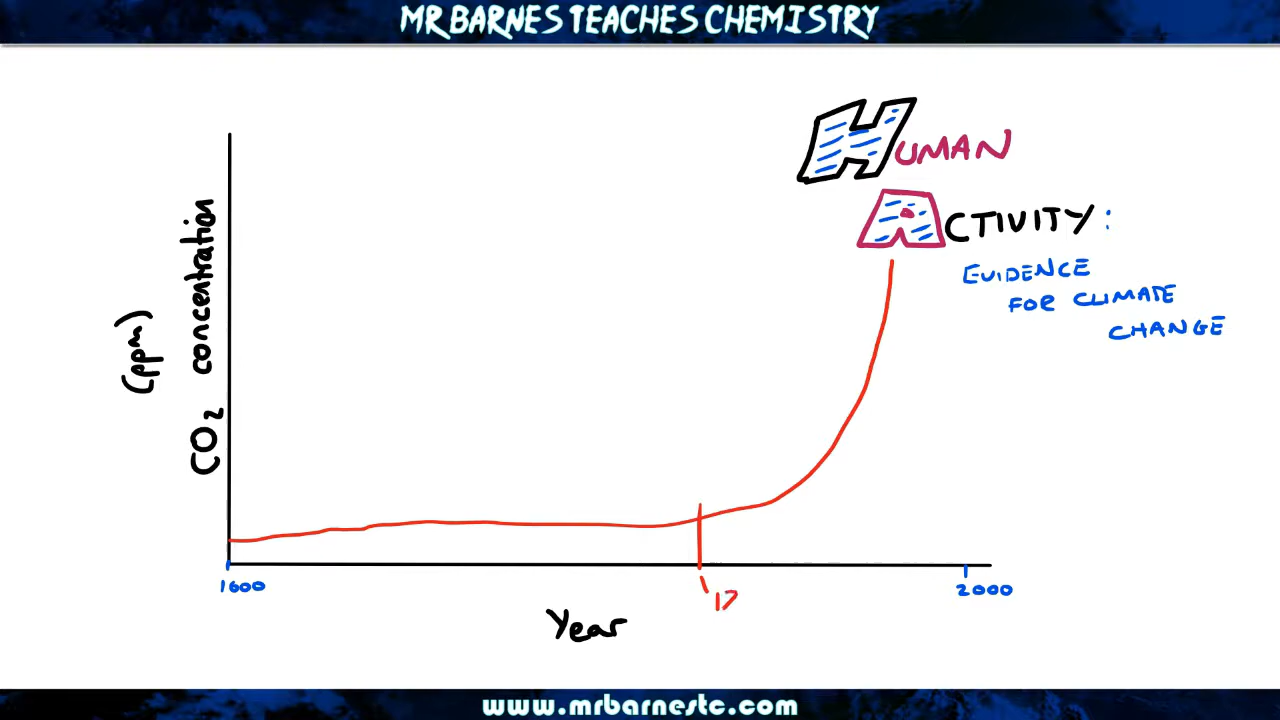 MR BARNES TEACHES CHEMISTRY
HUMAN
ACTIVITY:
EVIDENCE
FOR CLIMATE
CHANGE
CO2 concentration
(ppm)
1600
17
2000
Year
www.mrbarnestc.com